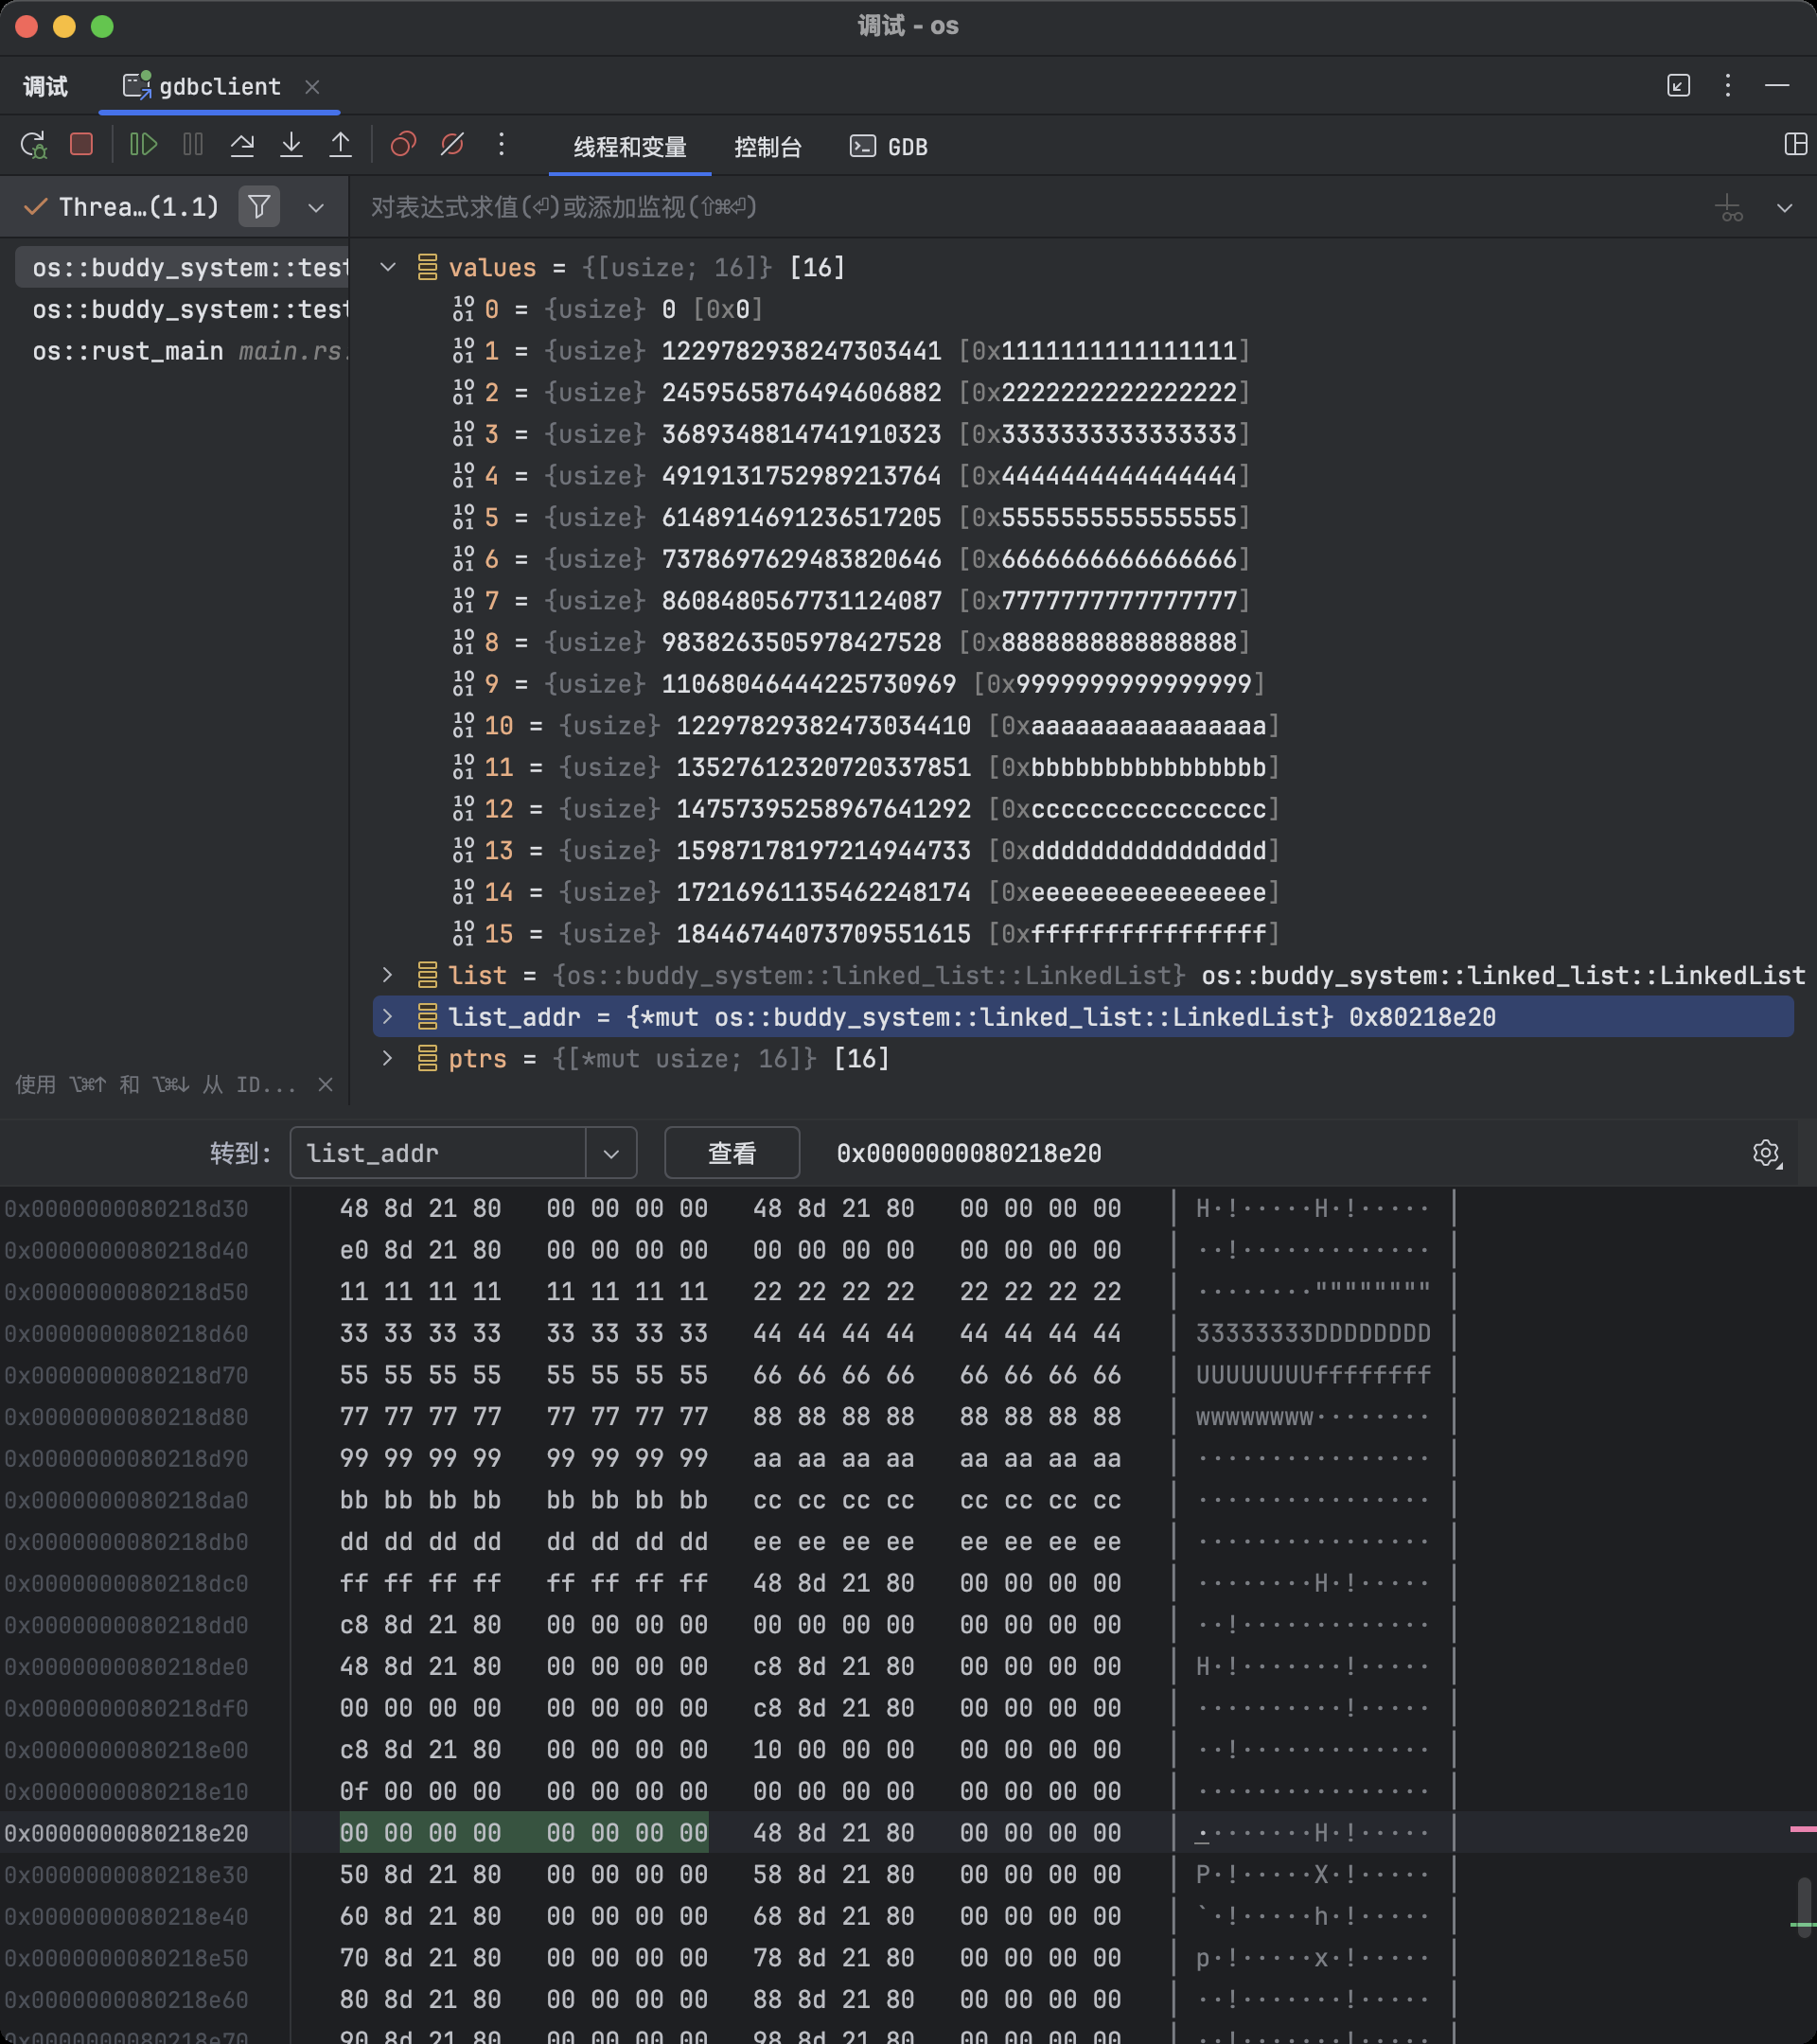 调试 - os
调试 gdbclient
线程和变量 控制台 GDB
Threa…(1.1) 对表达式求值(⏎)或添加监视(⇧⌘⏎)
os::buddy_system::test
os::buddy_system::test
os::rust_main main.rs:
values = {[usize; 16]} [16]
0 = {usize} 0 [0x0]
1 = {usize} 1229782938247303441 [0x1111111111111111]
2 = {usize} 2459565876494606882 [0x2222222222222222]
3 = {usize} 3689348814741910323 [0x3333333333333333]
4 = {usize} 4919131752989213764 [0x4444444444444444]
5 = {usize} 6148914691236517205 [0x5555555555555555]
6 = {usize} 7378697629483820646 [0x6666666666666666]
7 = {usize} 8608480567731124087 [0x7777777777777777]
8 = {usize} 9838263505978427528 [0x8888888888888888]
9 = {usize} 11068046444225730969 [0x9999999999999999]
10 = {usize} 12297829382473034410 [0xaaaaaaaaaaaaaaaa]
11 = {usize} 13527612320720337851 [0xbbbbbbbbbbbbbbbb]
12 = {usize} 14757395258967641292 [0xcccccccccccccccc]
13 = {usize} 15987178197214944733 [0xdddddddddddddddd]
14 = {usize} 17216961135462248174 [0xeeeeeeeeeeeeeeee]
15 = {usize} 18446744073709551615 [0xffffffffffffffff]
list = {os::buddy_system::linked_list::LinkedList} os::buddy_system::linked_list::LinkedList
list_addr = {*mut os::buddy_system::linked_list::LinkedList} 0x80218e20
ptrs = {[*mut usize; 16]} [16]
使用 ⌥⌘↑ 和 ⌥⌘↓ 从 ID...
转到: list_addr 查看 0x0000000080218e20
0x0000000080218d30 48 8d 21 80 00 00 00 00 48 8d 21 80 00 00 00 00 H·!·····H·!·····
0x0000000080218d40 e0 8d 21 80 00 00 00 00 00 00 00 00 00 00 00 00 ··!·············
0x0000000080218d50 11 11 11 11 11 11 11 11 22 22 22 22 22 22 22 22 ········""""""""
0x0000000080218d60 33 33 33 33 33 33 33 33 44 44 44 44 44 44 44 44 33333333DDDDDDDD
0x0000000080218d70 55 55 55 55 55 55 55 55 66 66 66 66 66 66 66 66 UUUUUUUUffffffff
0x0000000080218d80 77 77 77 77 77 77 77 77 88 88 88 88 88 88 88 88 wwwwwwww········
0x0000000080218d90 99 99 99 99 99 99 99 99 aa aa aa aa aa aa aa aa ················
0x0000000080218da0 bb bb bb bb bb bb bb bb cc cc cc cc cc cc cc cc ················
0x0000000080218db0 dd dd dd dd dd dd dd dd ee ee ee ee ee ee ee ee ················
0x0000000080218dc0 ff ff ff ff ff ff ff ff 48 8d 21 80 00 00 00 00 ········H·!·····
0x0000000080218dd0 c8 8d 21 80 00 00 00 00 00 00 00 00 00 00 00 00 ··!·············
0x0000000080218de0 48 8d 21 80 00 00 00 00 c8 8d 21 80 00 00 00 00 H·!·······!·····
0x0000000080218df0 00 00 00 00 00 00 00 00 c8 8d 21 80 00 00 00 00 ··········!·····
0x0000000080218e00 c8 8d 21 80 00 00 00 00 10 00 00 00 00 00 00 00 ··!·············
0x0000000080218e10 0f 00 00 00 00 00 00 00 00 00 00 00 00 00 00 00 ················
0x0000000080218e20 00 00 00 00 00 00 00 00 48 8d 21 80 00 00 00 00 ········H·!·····
0x0000000080218e30 50 8d 21 80 00 00 00 00 58 8d 21 80 00 00 00 00 P·!·····X·!·····
0x0000000080218e40 60 8d 21 80 00 00 00 00 68 8d 21 80 00 00 00 00 `·!·····h·!·····
0x0000000080218e50 70 8d 21 80 00 00 00 00 78 8d 21 80 00 00 00 00 p·!·····x·!·····
0x0000000080218e60 80 8d 21 80 00 00 00 00 88 8d 21 80 00 00 00 00 ··!·······!·····
0x0000000080218e70 90 8d 21 80 00 00 00 00 98 8d 21 80 00 00 00 00 ··!·······!·····